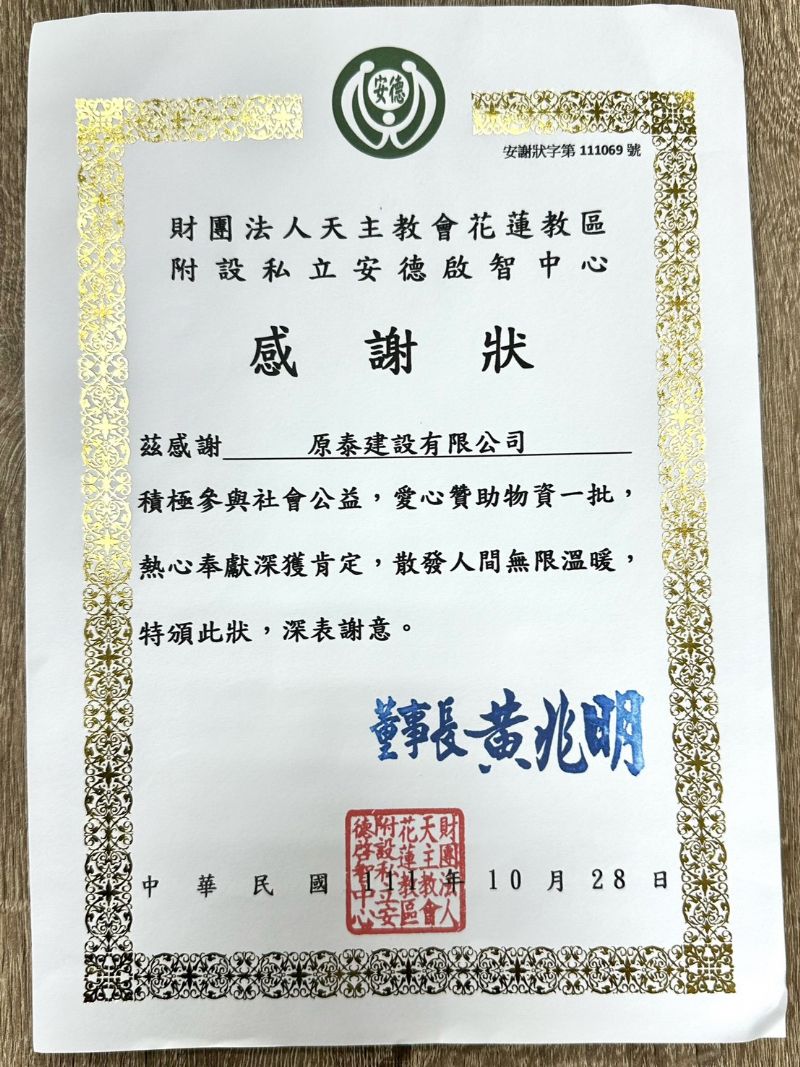 安德
安謝狀字第 111069 號
財團法人天主教會花蓮教區
附設私立安德啟智中心
感謝狀
茲感謝 原泰建設有限公司
積極參與社會公益，愛心贊助物資一批，
熱心奉獻深獲肯定，散發人間無限溫暖，
特頒此狀，深表謝意。
董事長 黃兆明
財團法人
天主教會
花蓮教區
附設私立安
德啓智中心
中華民國 111 年 10 月 28 日